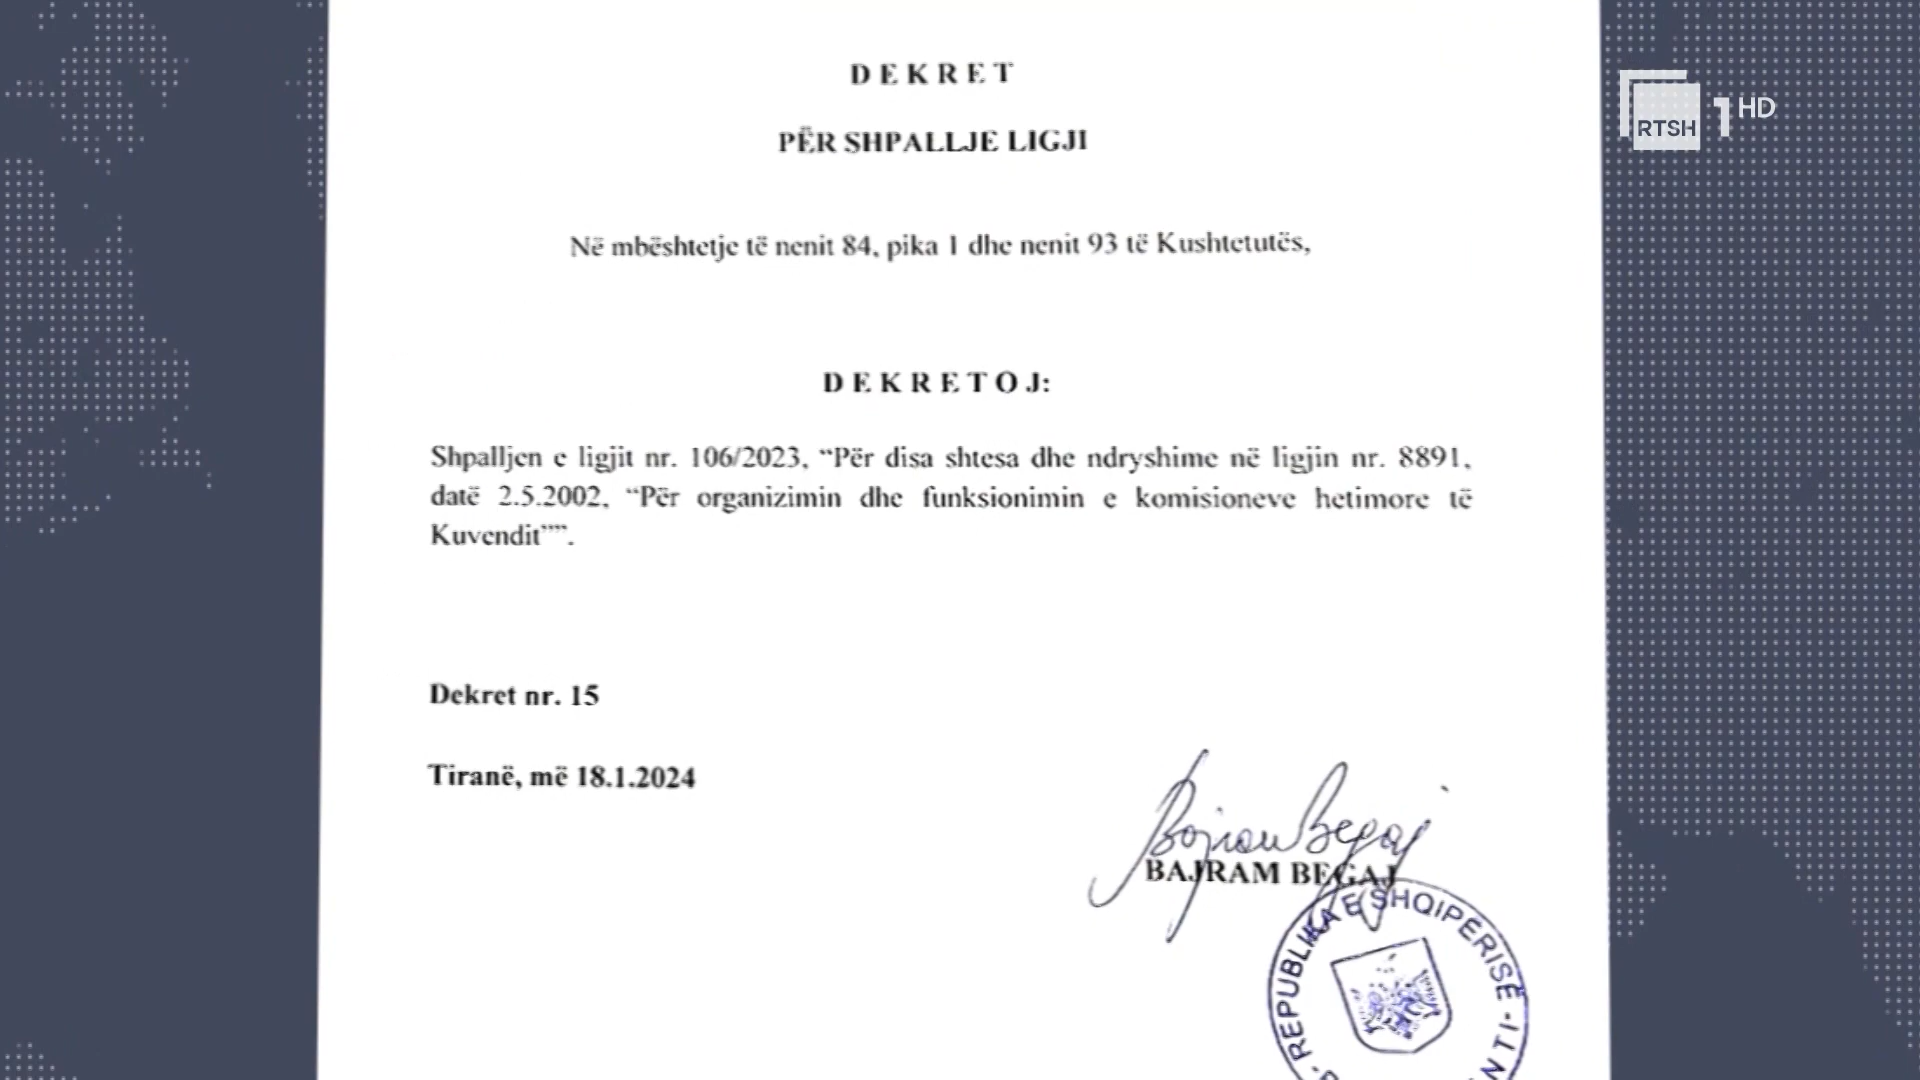 DEKRET
PËR SHPALLJE LIGJI
Në mbështetje të nenit 84, pika 1 dhe nenit 93 të Kushtetutës,
DEKRETOJ:
Shpalljen e ligjit nr. 106/2023, “Për disa shtesa dhe ndryshime në ligjin nr. 8891,
datë 2.5.2002, “Për organizimin dhe funksionimin e komisioneve hetimore të
Kuvendit””.
Dekret nr. 15
Tiranë, më 18.1.2024
Bajram Begaj
BAJRAM BEGAJ
REPUBLIKA E SHQIPËRISË
RTSH 1 HD